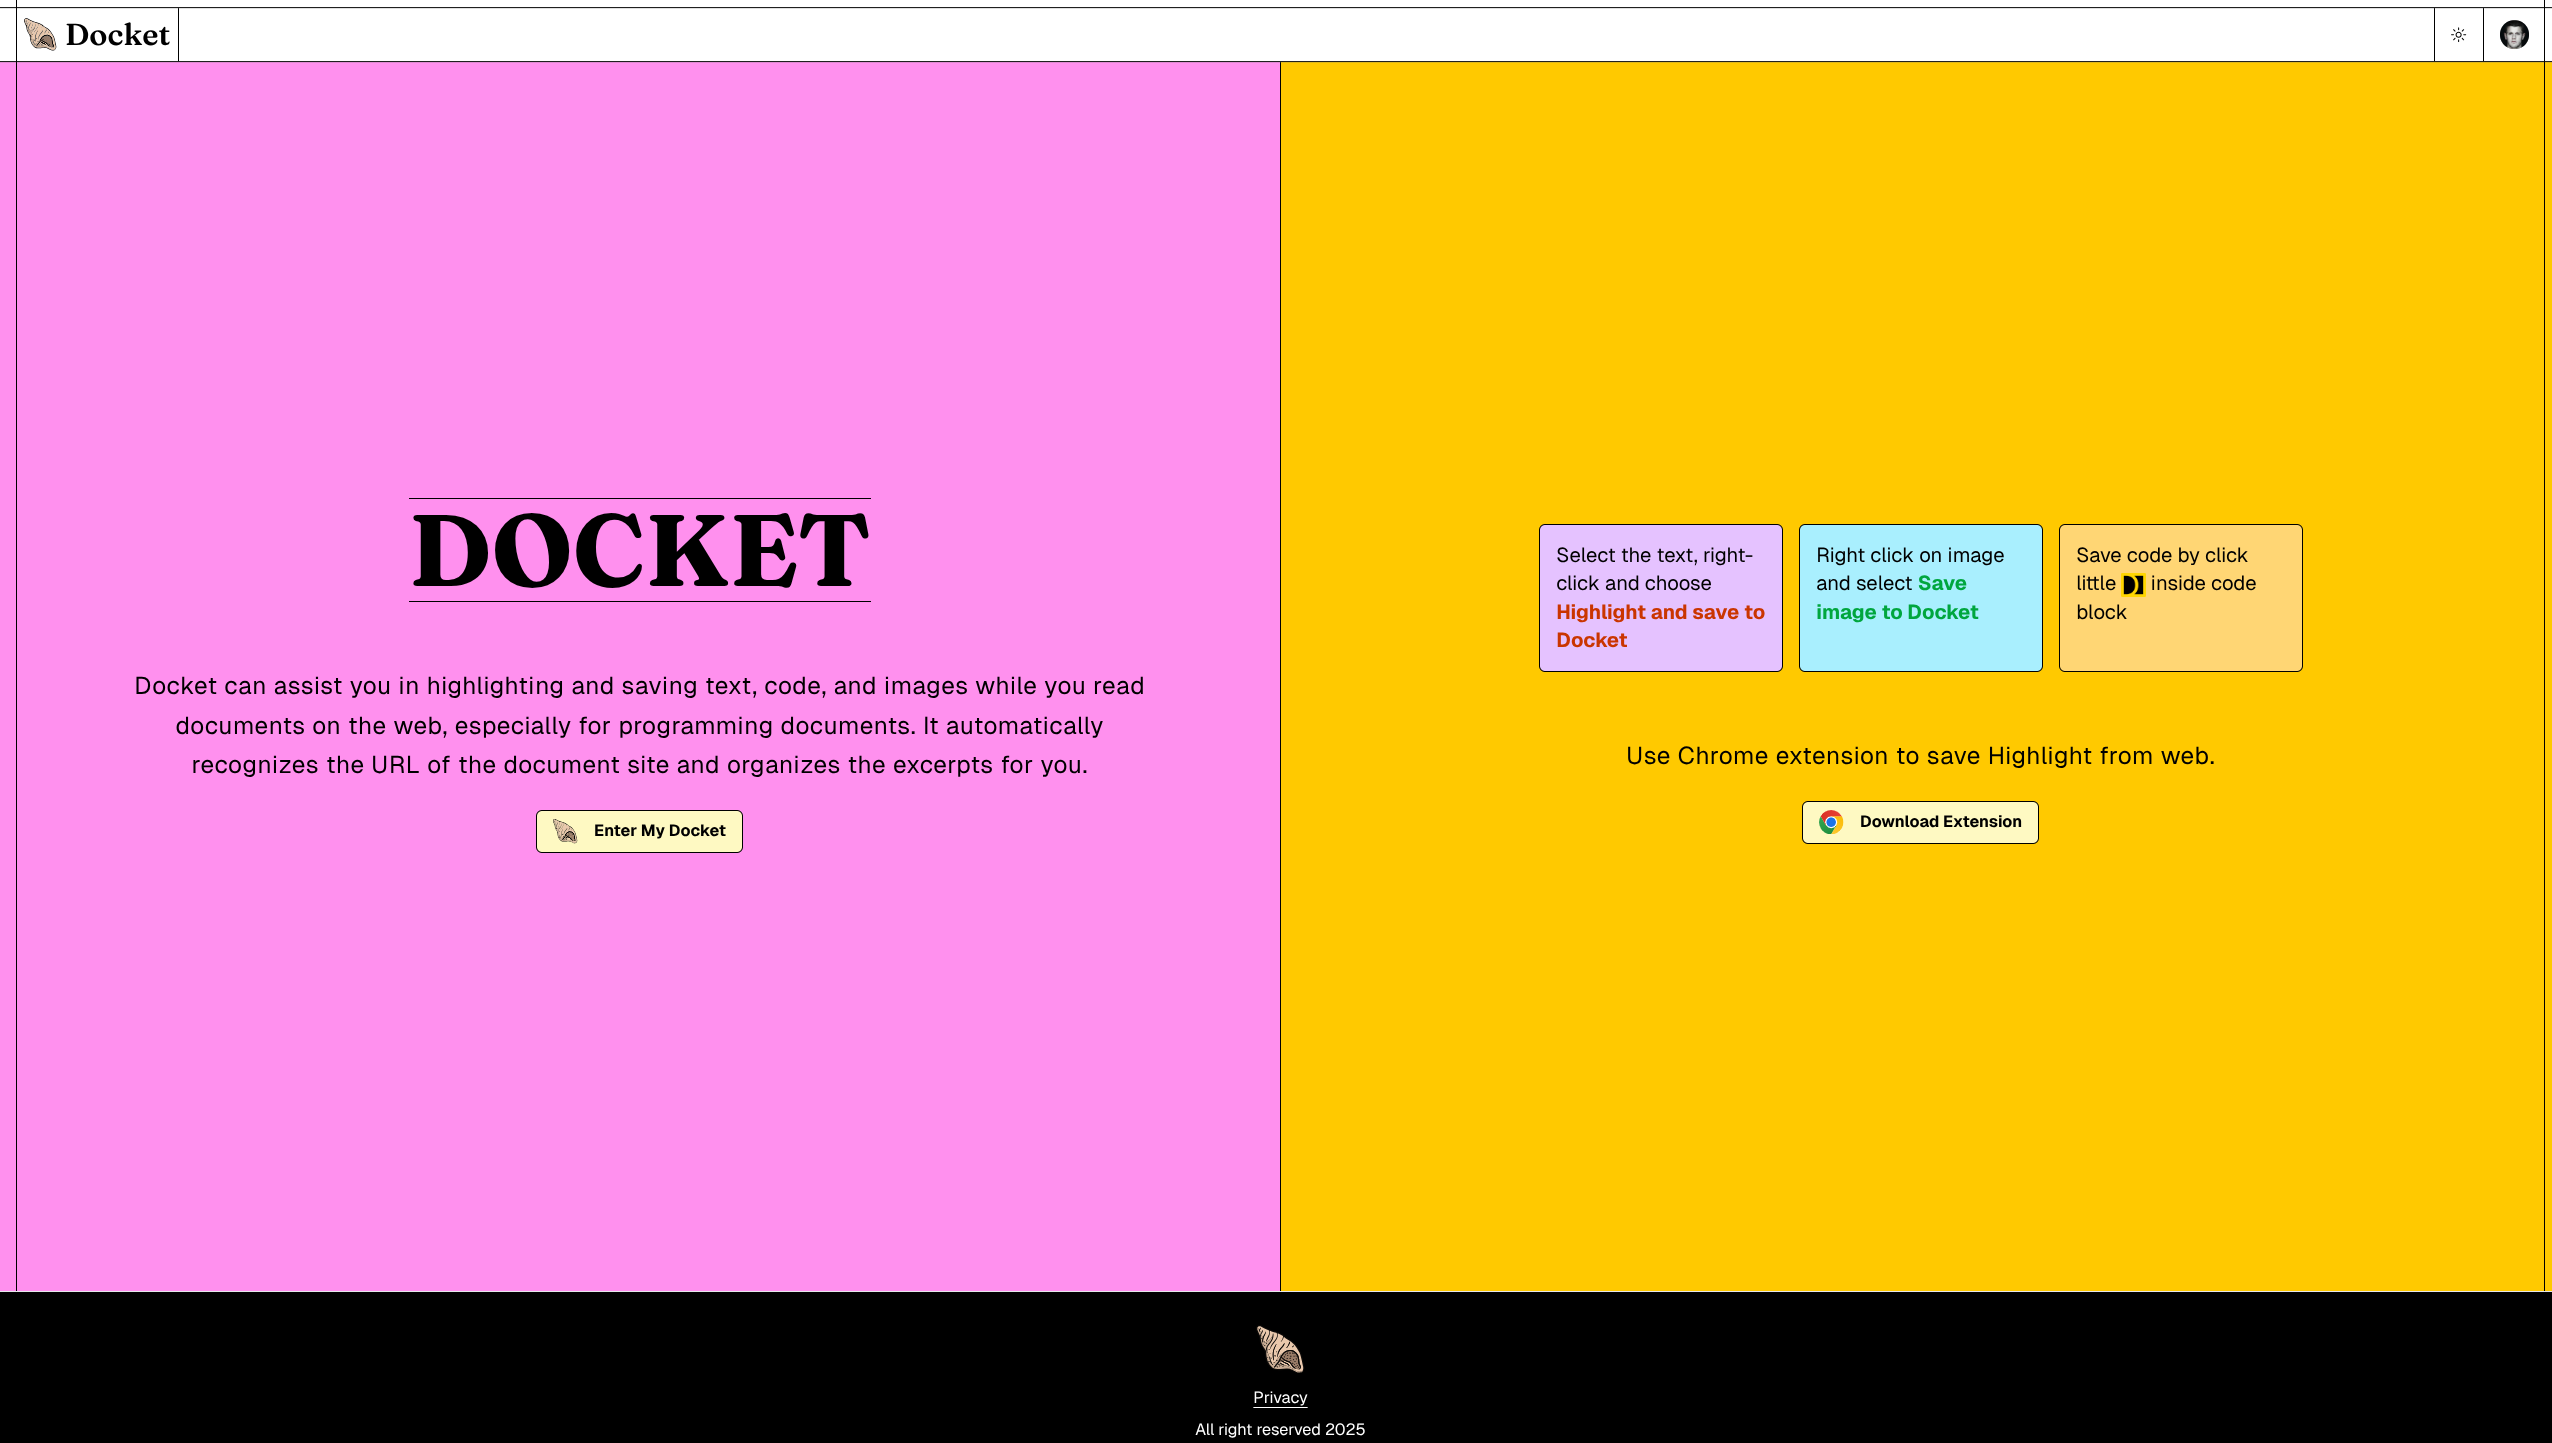 Docket
DOCKET
Docket can assist you in highlighting and saving text, code, and images while you read
documents on the web, especially for programming documents. It automatically
recognizes the URL of the document site and organizes the excerpts for you.
Enter My Docket
Select the text, right-
click and choose
Highlight and save to
Docket
Right click on image
and select Save
image to Docket
Save code by click
little inside code
block
Use Chrome extension to save Highlight from web.
Download Extension
Privacy
All right reserved 2025